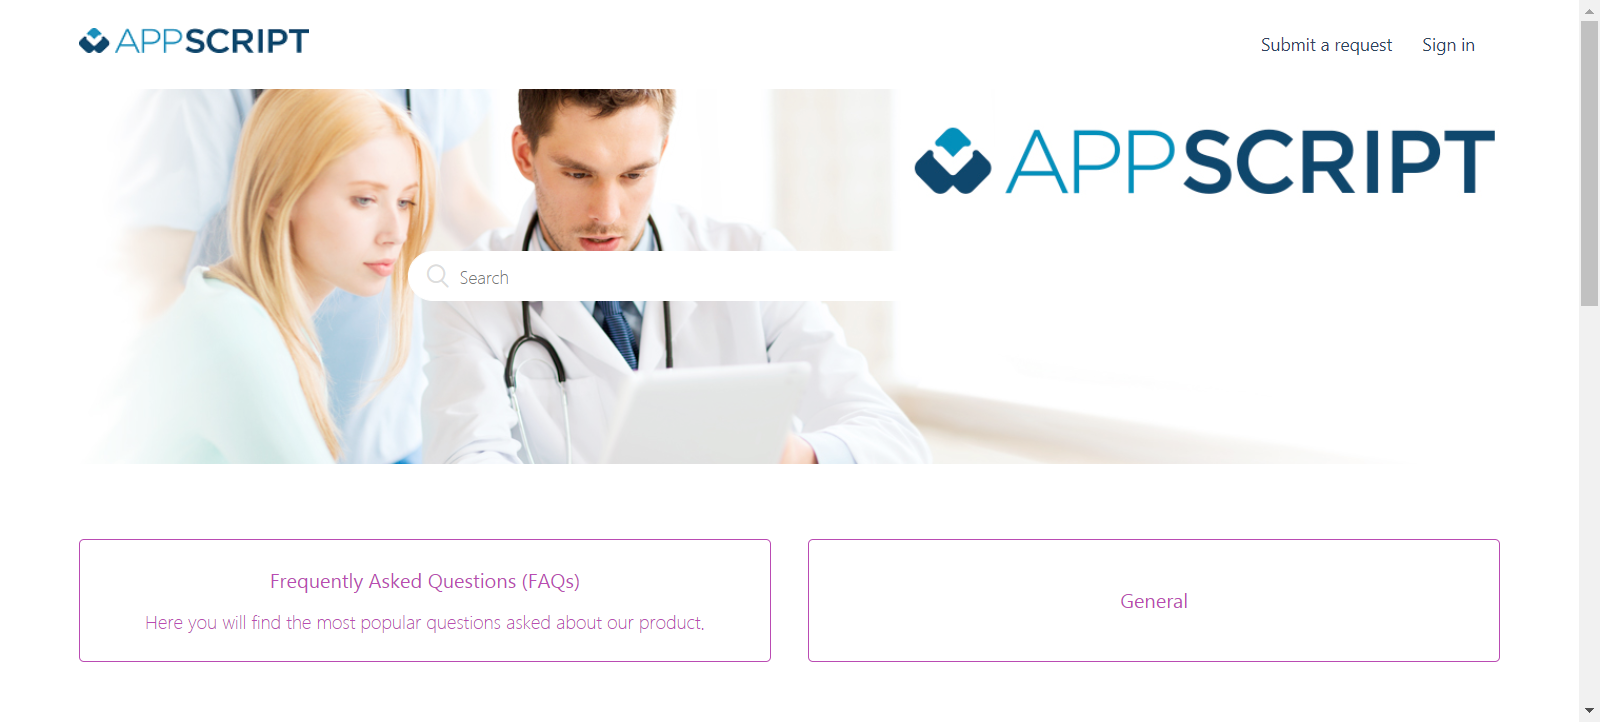 APPSCRIPT
Submit a request
Sign in
APPSCRIPT
Search
Frequently Asked Questions (FAQs)
Here you will find the most popular questions asked about our product.
General